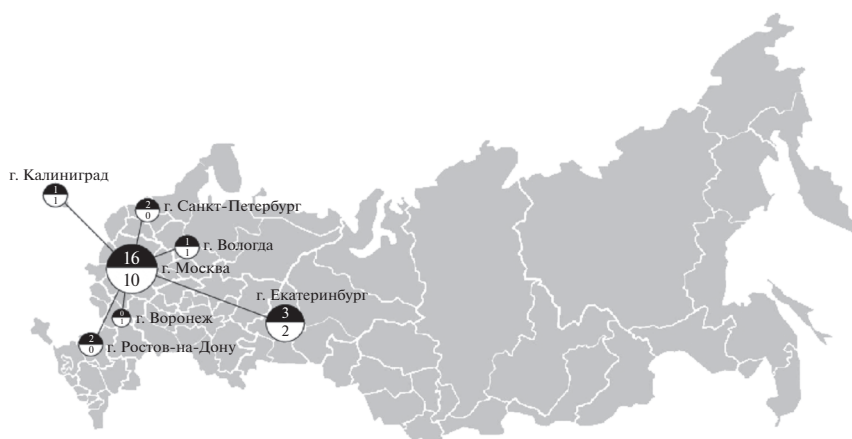 г. Калининград
1
1
2
0
г. Санкт-Петербург
1
1
г. Вологда
16
10
г. Москва
г. Екатеринбург
3
2
0
1
г. Воронеж
2
0
г. Ростов-на-Дону